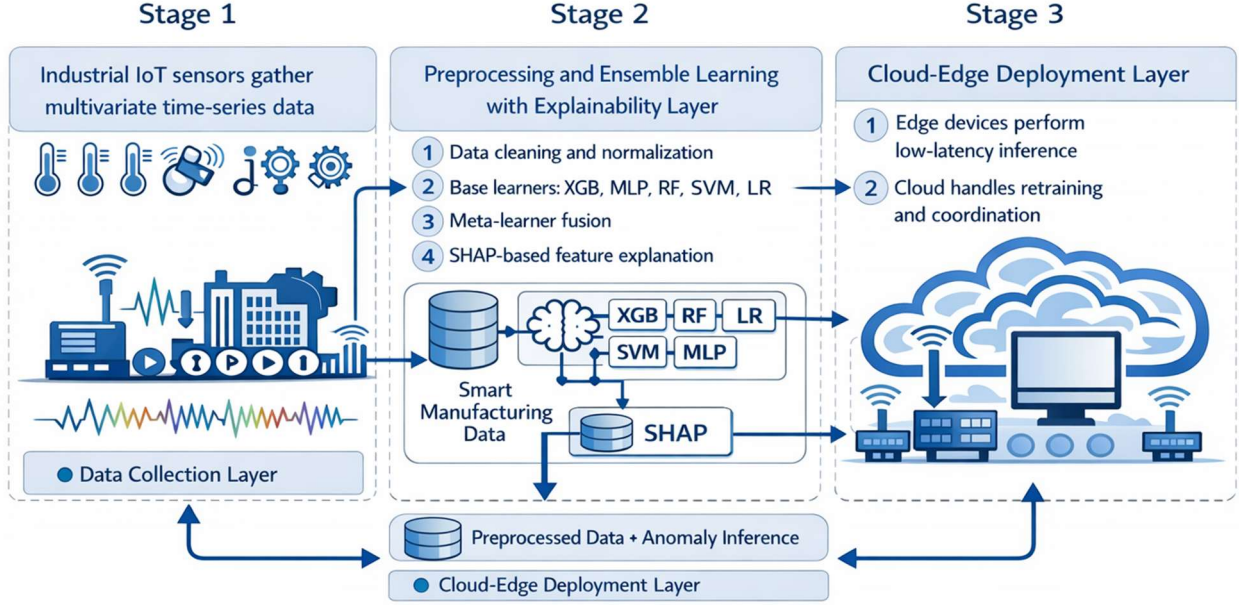 Stage 1
Industrial IoT sensors gather
multivariate time-series data
Data Collection Layer
Stage 2
Preprocessing and Ensemble Learning
with Explainability Layer
1 Data cleaning and normalization
2 Base learners: XGB, MLP, RF, SVM, LR
3 Meta-learner fusion
4 SHAP-based feature explanation
XGB RF LR
SVM MLP
Smart
Manufacturing
Data
SHAP
Stage 3
Cloud-Edge Deployment Layer
1 Edge devices perform
low-latency inference
2 Cloud handles retraining
and coordination
Preprocessed Data + Anomaly Inference
Cloud-Edge Deployment Layer